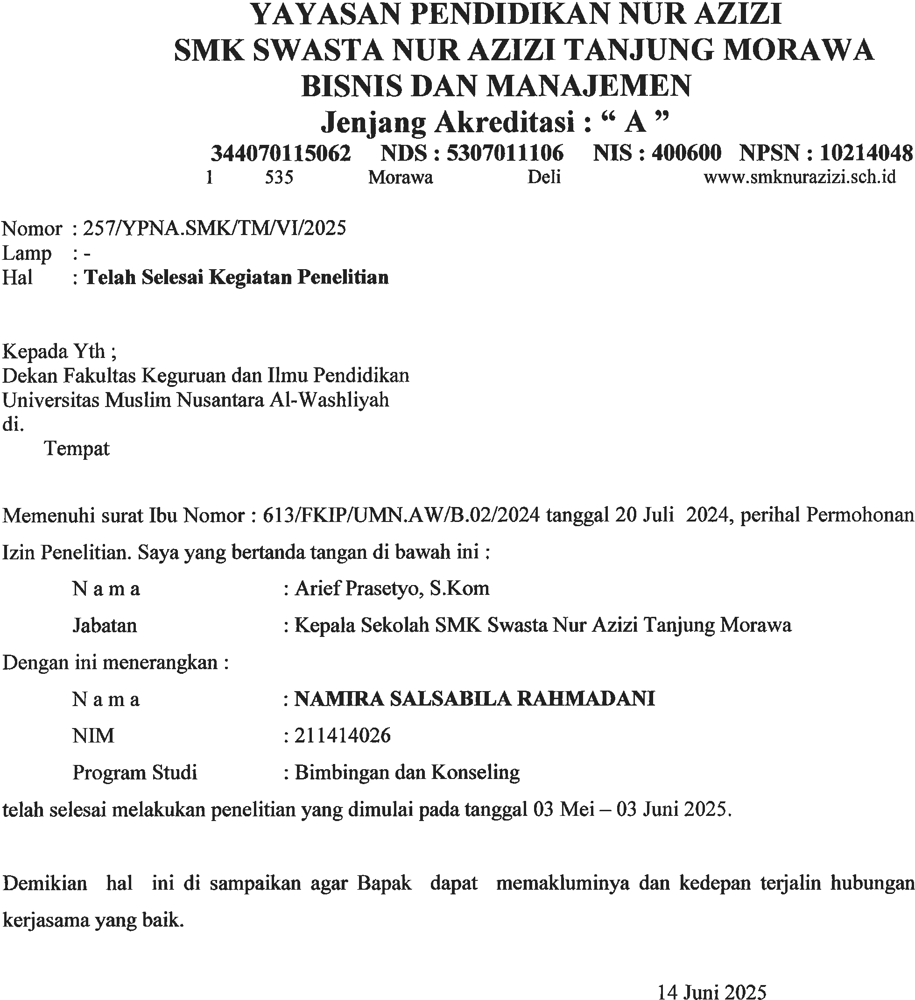 YAYASAN PENDIDIKAN NUR AZIZI
SMK SWASTA NUR AZIZI TANJUNG MORAWA
BISNIS DAN MANAJEMEN
Jenjang Akreditasi : “ A ”
344070115062 NDS : 5307011106 NIS : 400600 NPSN : 10214048
1 535 Morawa Deli www.smknurazizi.sch.id
Nomor : 257/YPNA.SMK/TM/VI/2025
Lamp : -
Hal : Telah Selesai Kegiatan Penelitian
Kepada Yth ;
Dekan Fakultas Keguruan dan Ilmu Pendidikan
Universitas Muslim Nusantara Al-Washliyah
di.
Tempat
Memenuhi surat Ibu Nomor : 613/FKIP/UMN.AW/B.02/2024 tanggal 20 Juli 2024, perihal Permohonan
Izin Penelitian. Saya yang bertanda tangan di bawah ini :
N a m a : Arief Prasetyo, S.Kom
Jabatan : Kepala Sekolah SMK Swasta Nur Azizi Tanjung Morawa
Dengan ini menerangkan :
N a m a : NAMIRA SALSABILA RAHMADANI
NIM : 211414026
Program Studi : Bimbingan dan Konseling
telah selesai melakukan penelitian yang dimulai pada tanggal 03 Mei – 03 Juni 2025.
Demikian hal ini di sampaikan agar Bapak dapat memakluminya dan kedepan terjalin hubungan
kerjasama yang baik.
14 Juni 2025